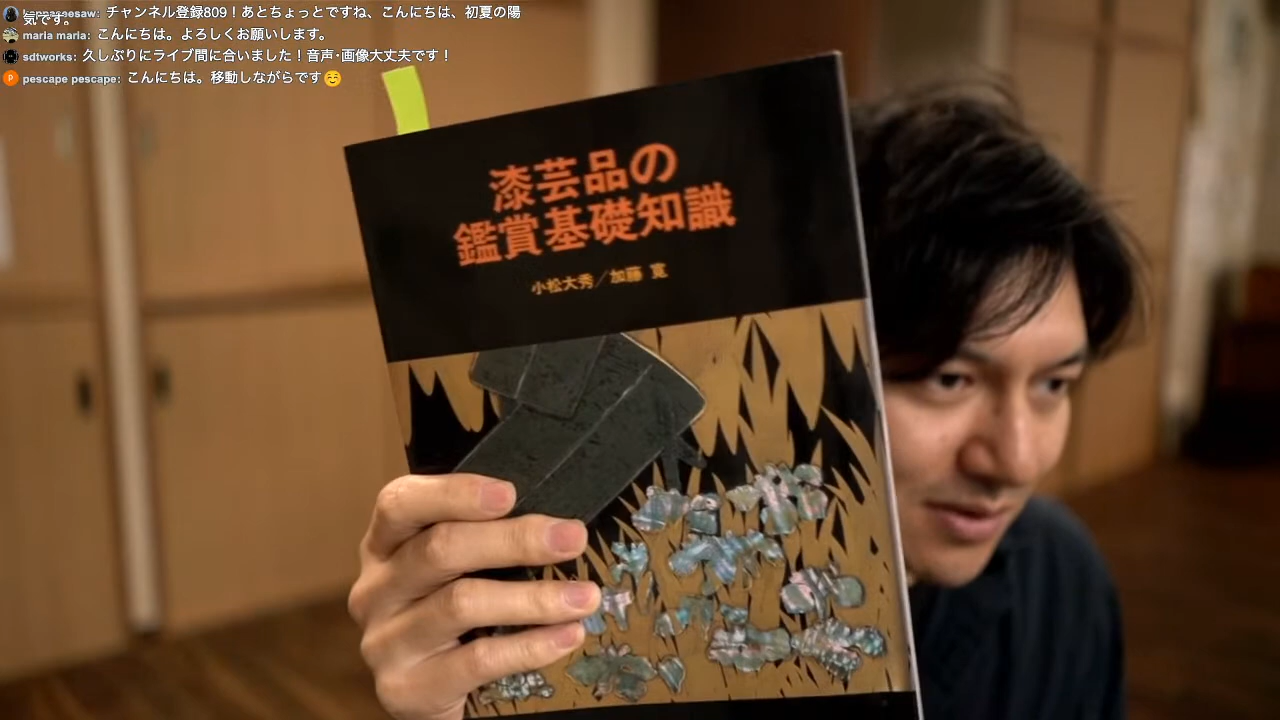 チャンネル登録809！あとちょっとですね、こんにちは、初夏の陽
気です。
maria maria: こんにちは。よろしくお願いします。
sdtworks: 久しぶりにライブ間に合いました！音声･画像大丈夫です！
pescape pescape: こんにちは。移動しながらです☺️
漆芸品の
鑑賞基礎知識
小松大秀／加藤 寛